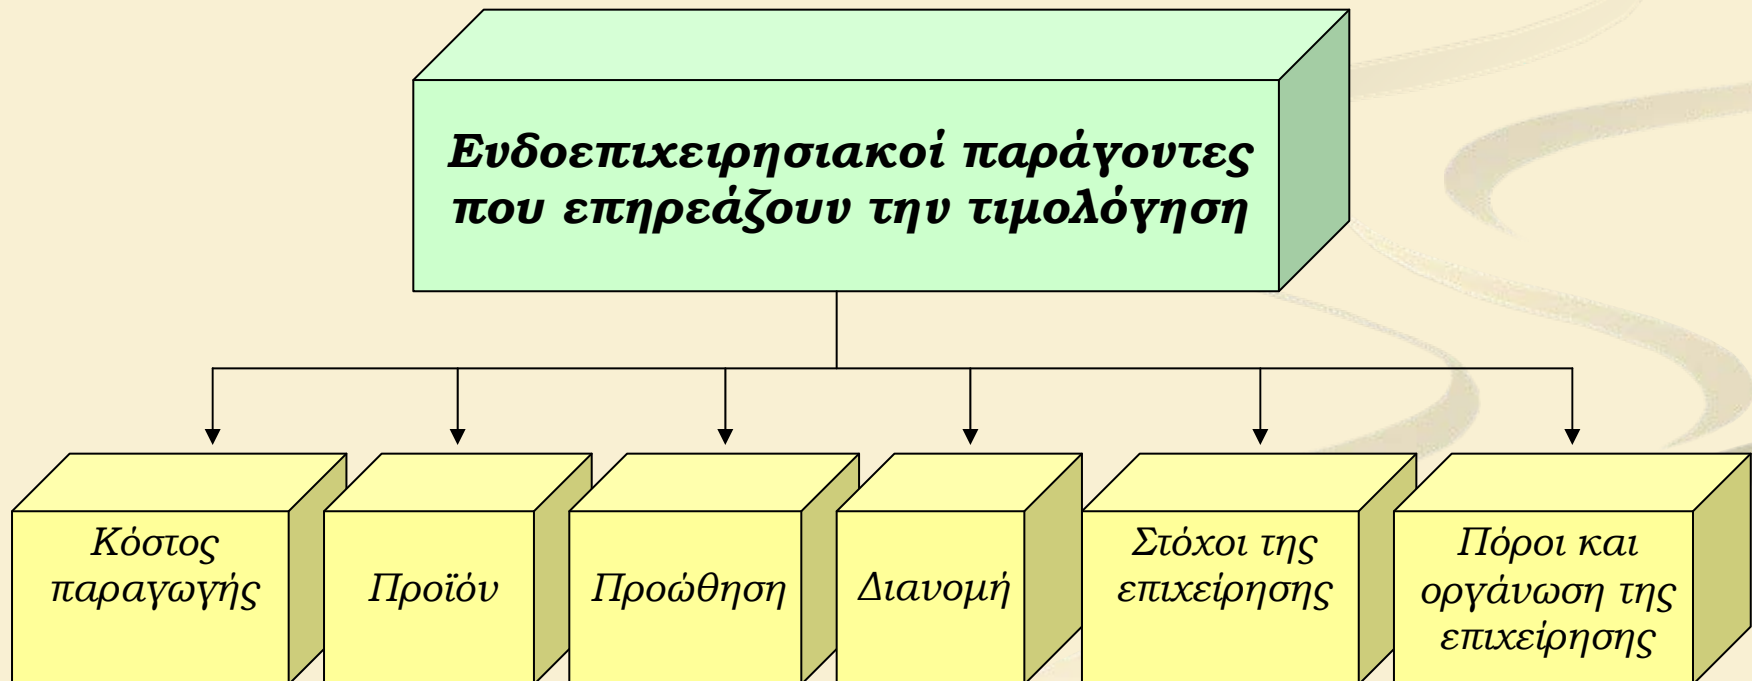 Ενδοεπιχειρησιακοί παράγοντες
που επηρεάζουν την τιμολόγηση
Κόστος
παραγωγής
Προϊόν
Προώθηση
Διανομή
Στόχοι της
επιχείρησης
Πόροι και
οργάνωση της
επιχείρησης